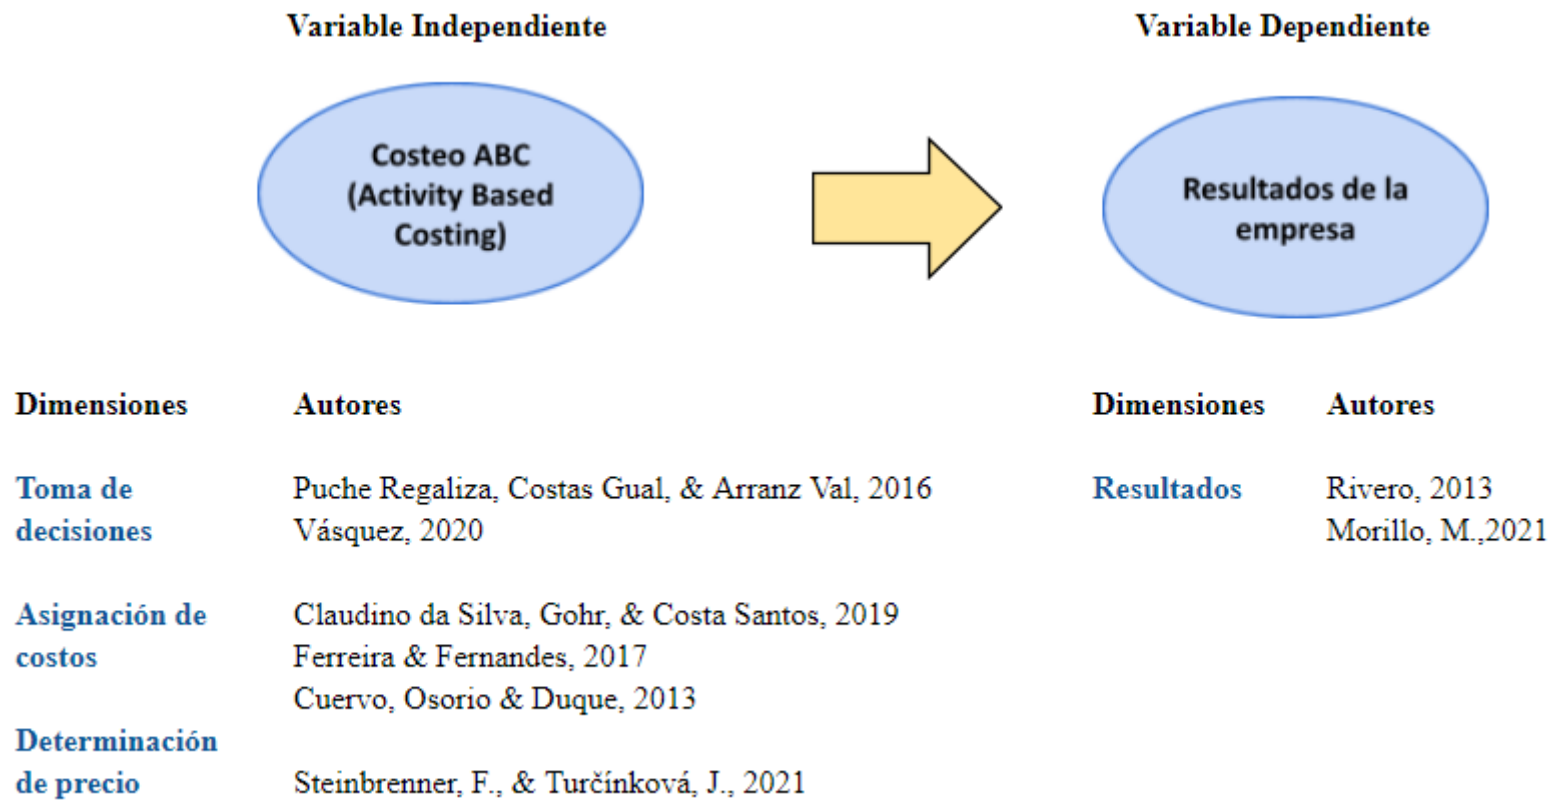 Variable Independiente
Variable Dependiente
Costeo ABC
(Activity Based
Costing)
Resultados de la
empresa
Dimensiones Autores
Toma de
decisiones
Puche Regaliza, Costas Gual, & Arranz Val, 2016
Vásquez, 2020
Asignación de
costos
Claudino da Silva, Gohr, & Costa Santos, 2019
Ferreira & Fernandes, 2017
Cuervo, Osorio & Duque, 2013
Determinación
de precio
Steinbrenner, F., & Turčínková, J., 2021
Dimensiones Autores
Resultados
Rivero, 2013
Morillo, M.,2021